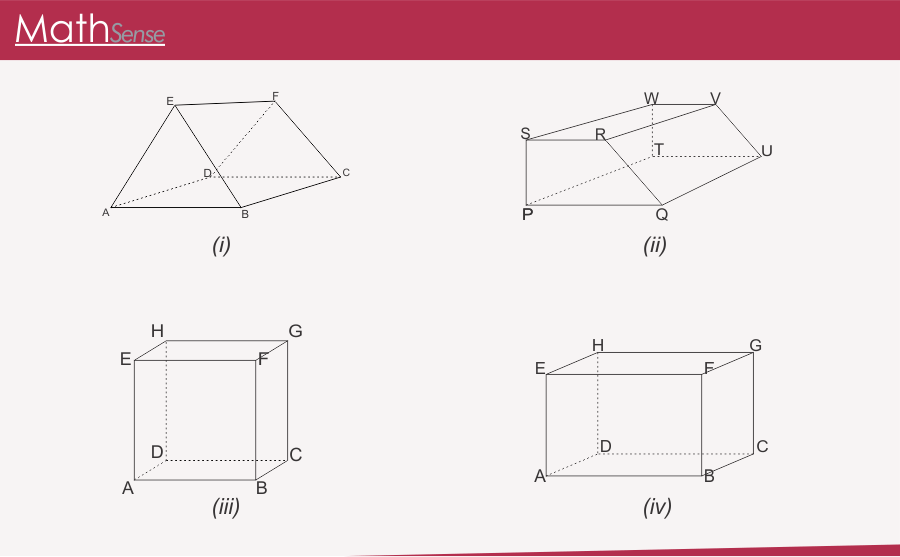 MathSense
E F
D C
A B
(i)
W V
S R
T U
P Q
(ii)
H G
E F
D C
A B
(iii)
H G
E F
D C
A B
(iv)